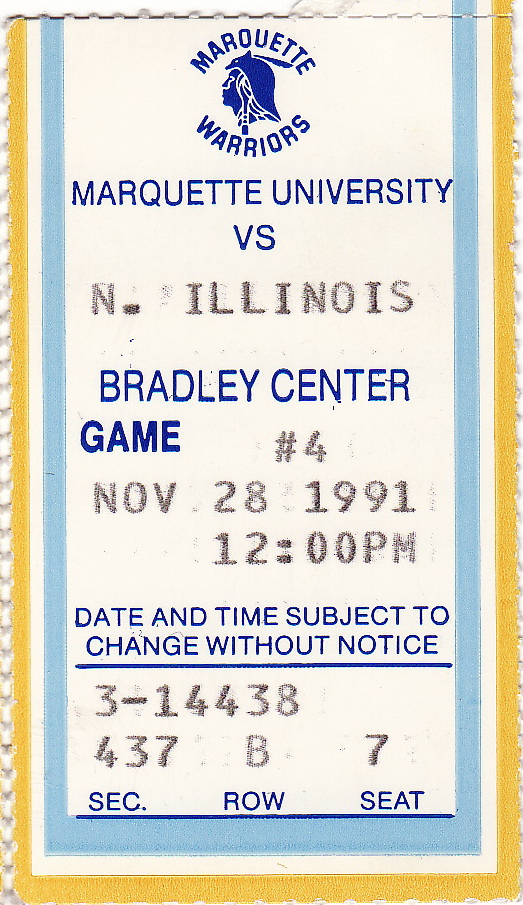 MARQUETTE
WARRIORS
MARQUETTE UNIVERSITY
VS
N. ILLINOIS
BRADLEY CENTER
GAME #4
NOV 28 1991
12:00PM
DATE AND TIME SUBJECT TO
CHANGE WITHOUT NOTICE
3-14438
437 B 7
SEC. ROW SEAT